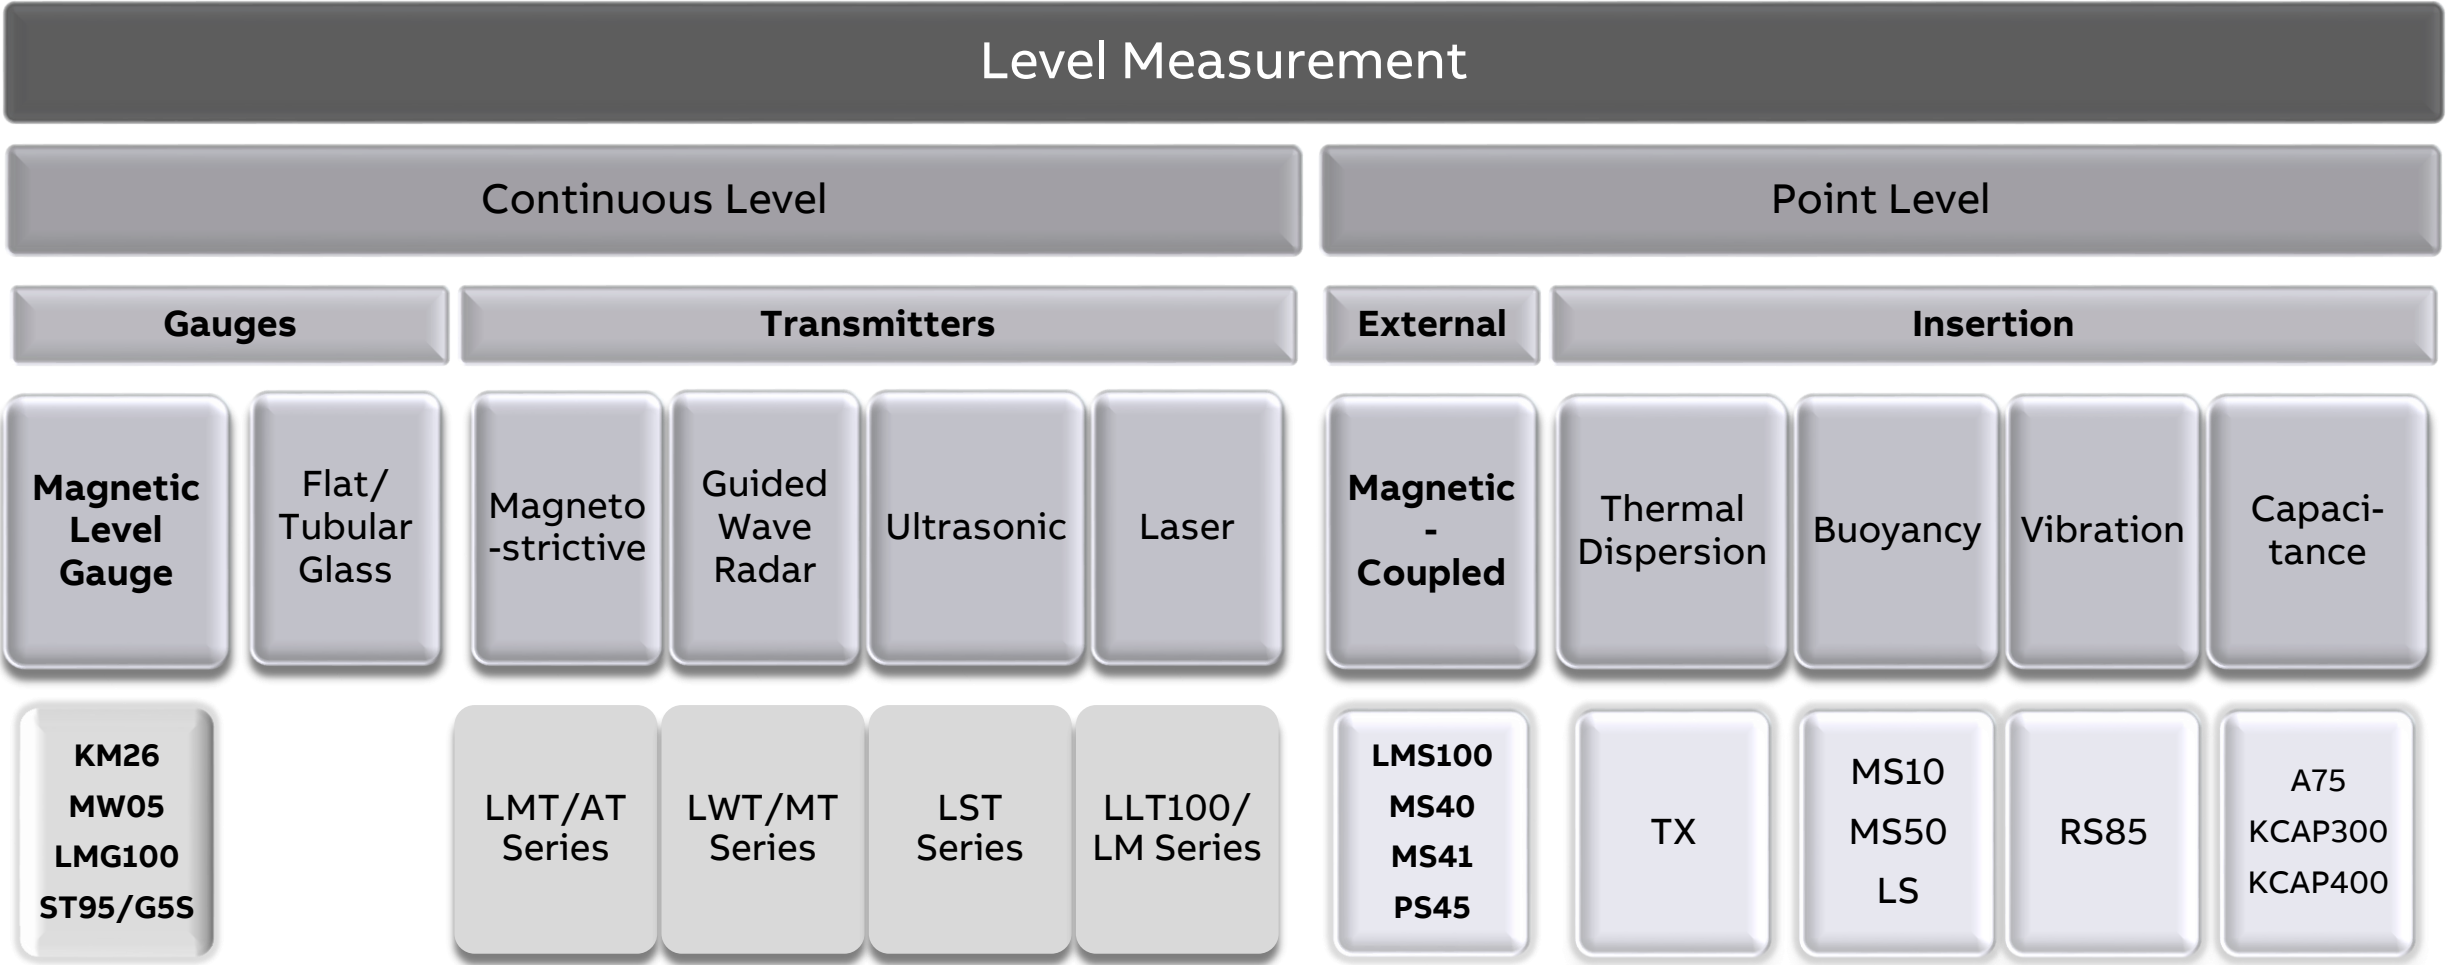 Level Measurement
Continuous Level
Point Level
Gauges
Transmitters
External
Insertion
Magnetic
Level
Gauge
Flat/
Tubular
Glass
Magneto
-strictive
Guided
Wave
Radar
Ultrasonic
Laser
Magnetic
-
Coupled
Thermal
Dispersion
Buoyancy
Vibration
Capaci-
tance
KM26
MW05
LMG100
ST95/G5S
LMT/AT
Series
LWT/MT
Series
LST
Series
LLT100/
LM Series
LMS100
MS40
MS41
PS45
TX
MS10
MS50
LS
RS85
A75
KCAP300
KCAP400